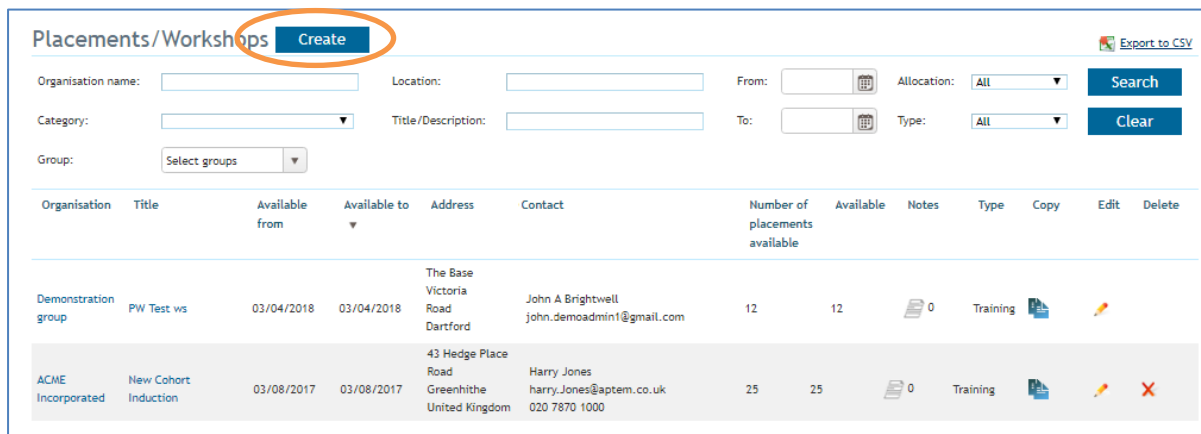 Placements/Workshops Create
Export to CSV
Organisation name: Location: From: Allocation: All Search
Category: Title/Description: To: Type: All Clear
Group: Select groups
Organisation Title Available from Available to Address Contact Number of placements available Available Notes Type Copy Edit Delete
Demonstration group PW Test ws 03/04/2018 03/04/2018 The Base Victoria Road Dartford John A Brightwell john.demoadmin1@gmail.com 12 12 0 Training
ACME Incorporated New Cohort Induction 03/08/2017 03/08/2017 43 Hedge Place Road Greenhithe United Kingdom Harry Jones harry.Jones@aptem.co.uk 020 7870 1000 25 25 0 Training